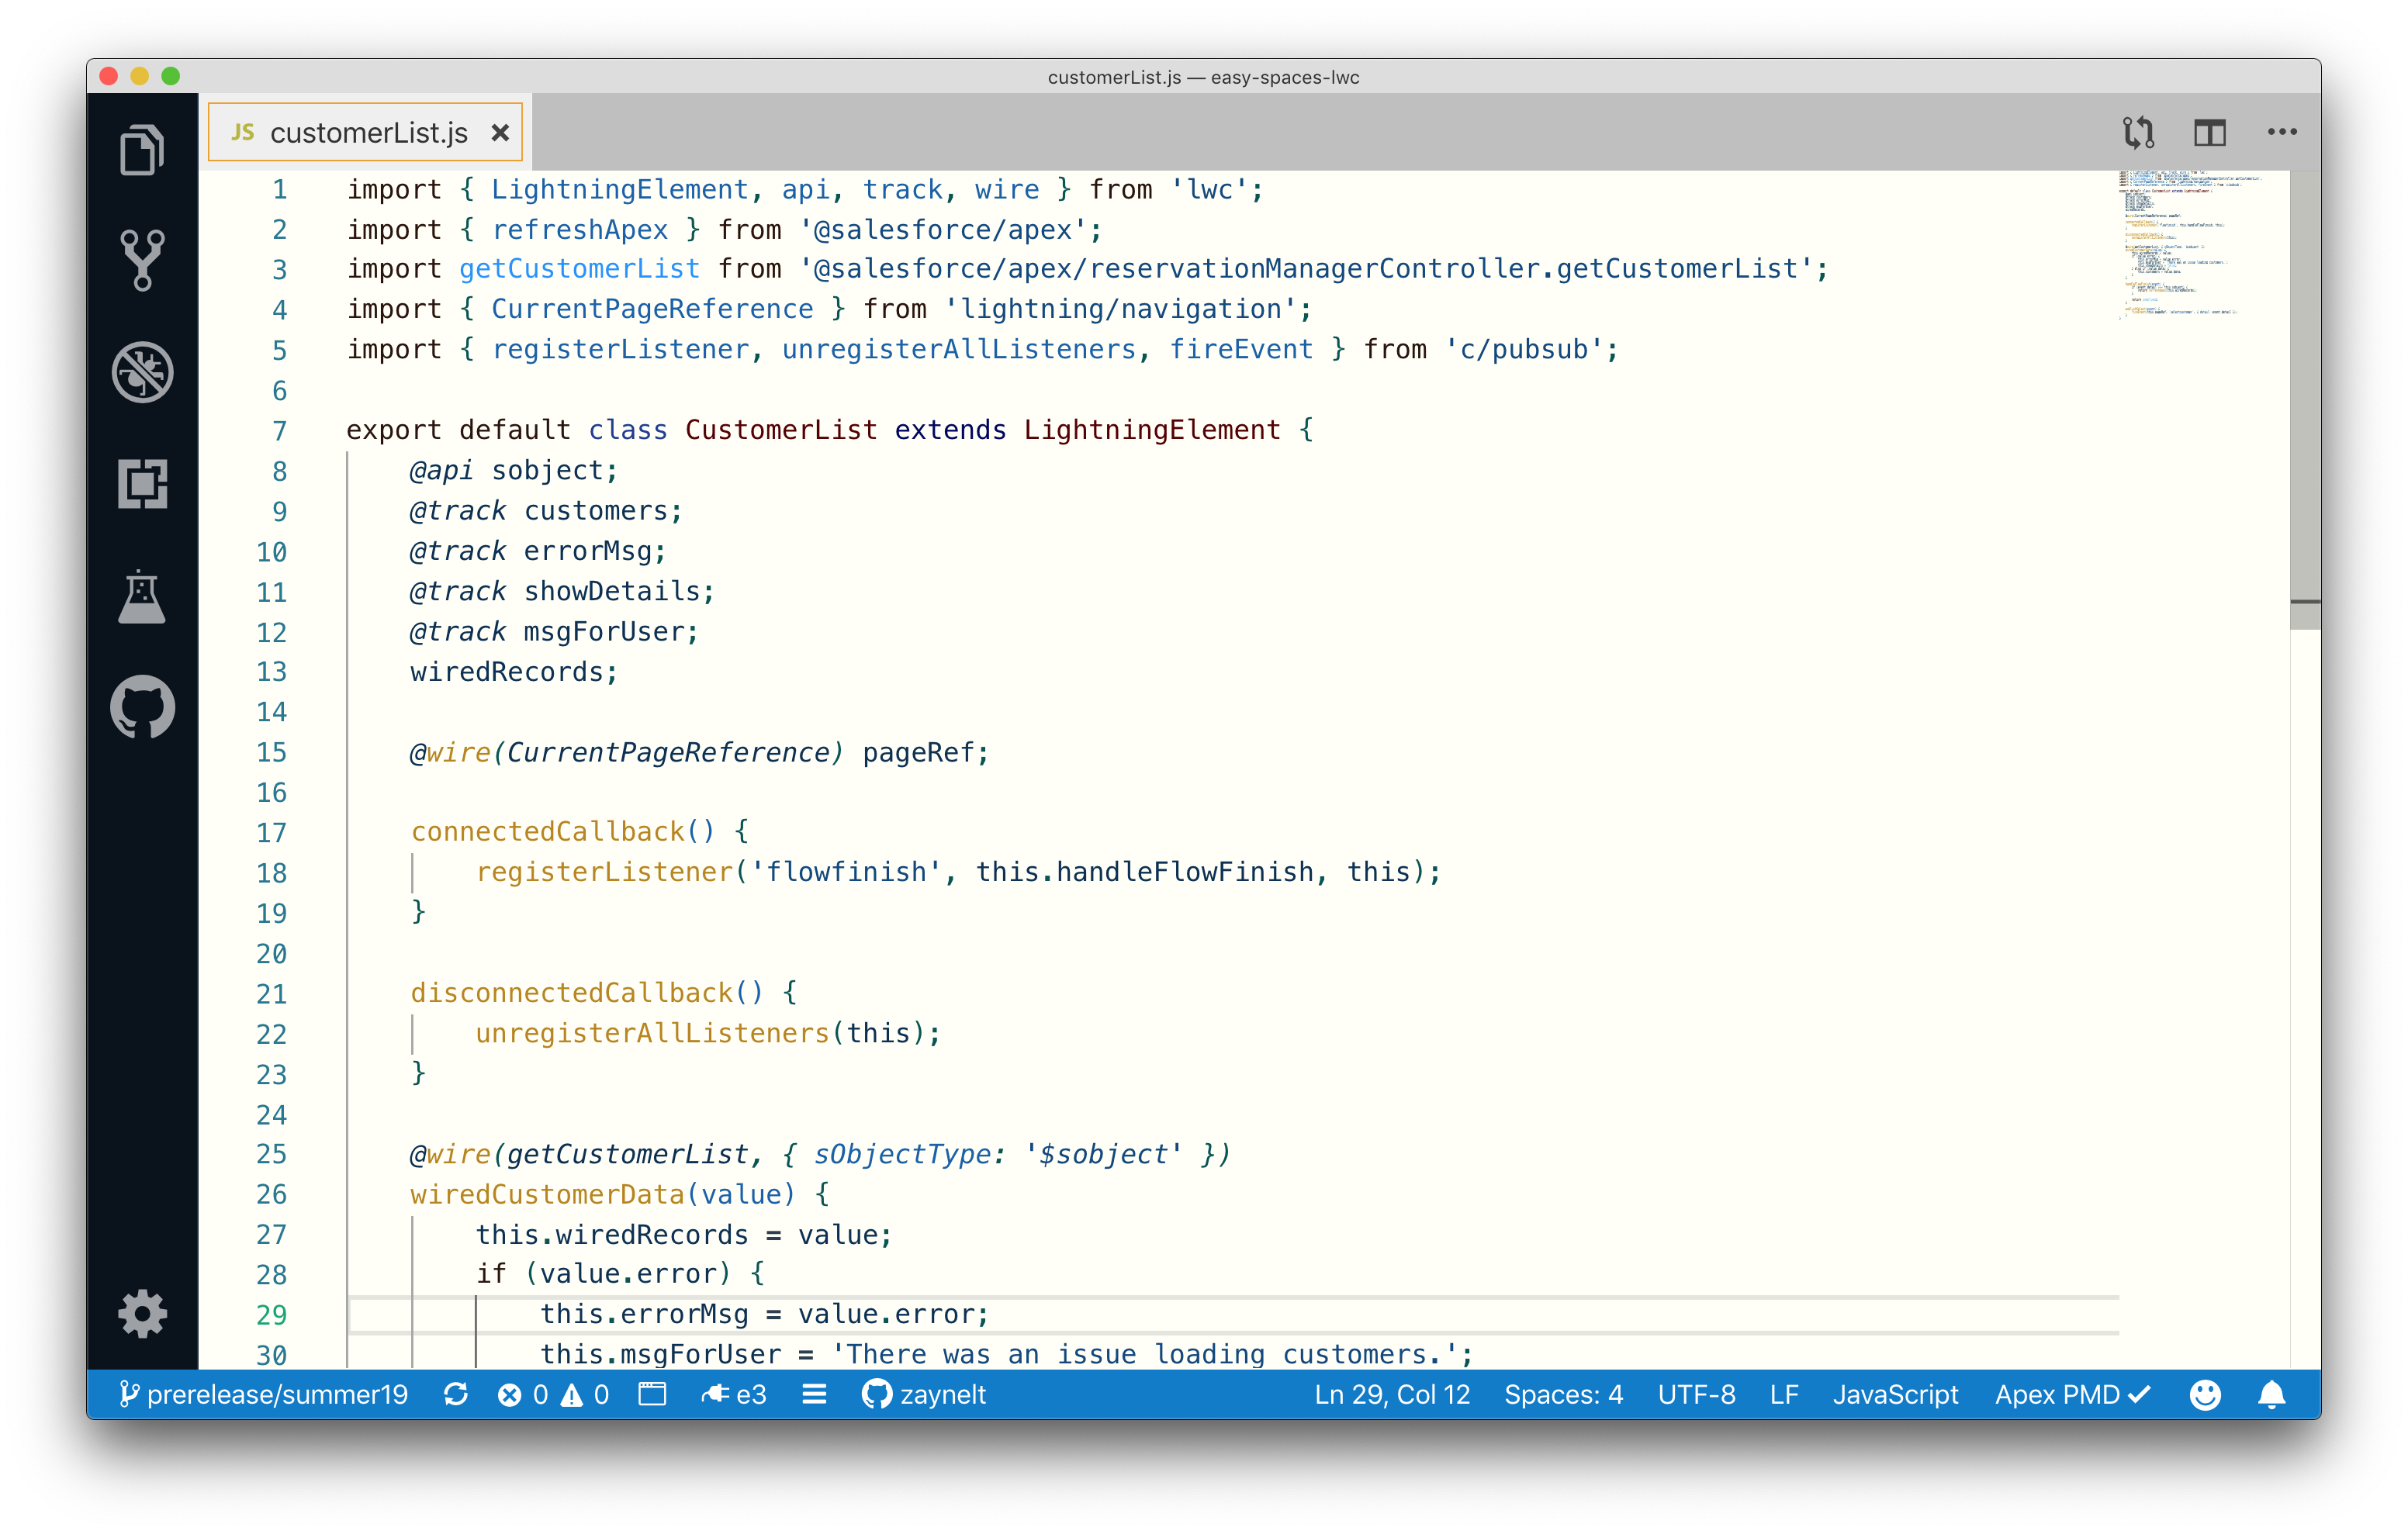 customerList.js — easy-spaces-lwc
JS customerList.js
1 import { LightningElement, api, track, wire } from 'lwc';
2 import { refreshApex } from '@salesforce/apex';
3 import getCustomerList from '@salesforce/apex/reservationManagerController.getCustomerList';
4 import { CurrentPageReference } from 'lightning/navigation';
5 import { registerListener, unregisterAllListeners, fireEvent } from 'c/pubsub';
6
7 export default class CustomerList extends LightningElement {
8 @api sobject;
9 @track customers;
10 @track errorMsg;
11 @track showDetails;
12 @track msgForUser;
13 wiredRecords;
14
15 @wire(CurrentPageReference) pageRef;
16
17 connectedCallback() {
18 registerListener('flowfinish', this.handleFlowFinish, this);
19 }
20
21 disconnectedCallback() {
22 unregisterAllListeners(this);
23 }
24
25 @wire(getCustomerList, { sObjectType: '$sobject' })
26 wiredCustomerData(value) {
27 this.wiredRecords = value;
28 if (value.error) {
29 this.errorMsg = value.error;
30 this.msgForUser = 'There was an issue loading customers.';
prerelease/summer19 0 0 e3 zaynelt Ln 29, Col 12 Spaces: 4 UTF-8 LF JavaScript Apex PMD